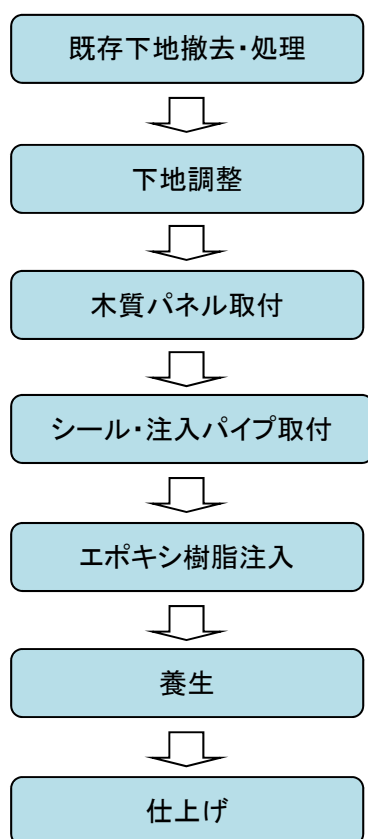 既存下地撤去・処理
下地調整
木質パネル取付
シール・注入パイプ取付
エポキシ樹脂注入
養生
仕上げ